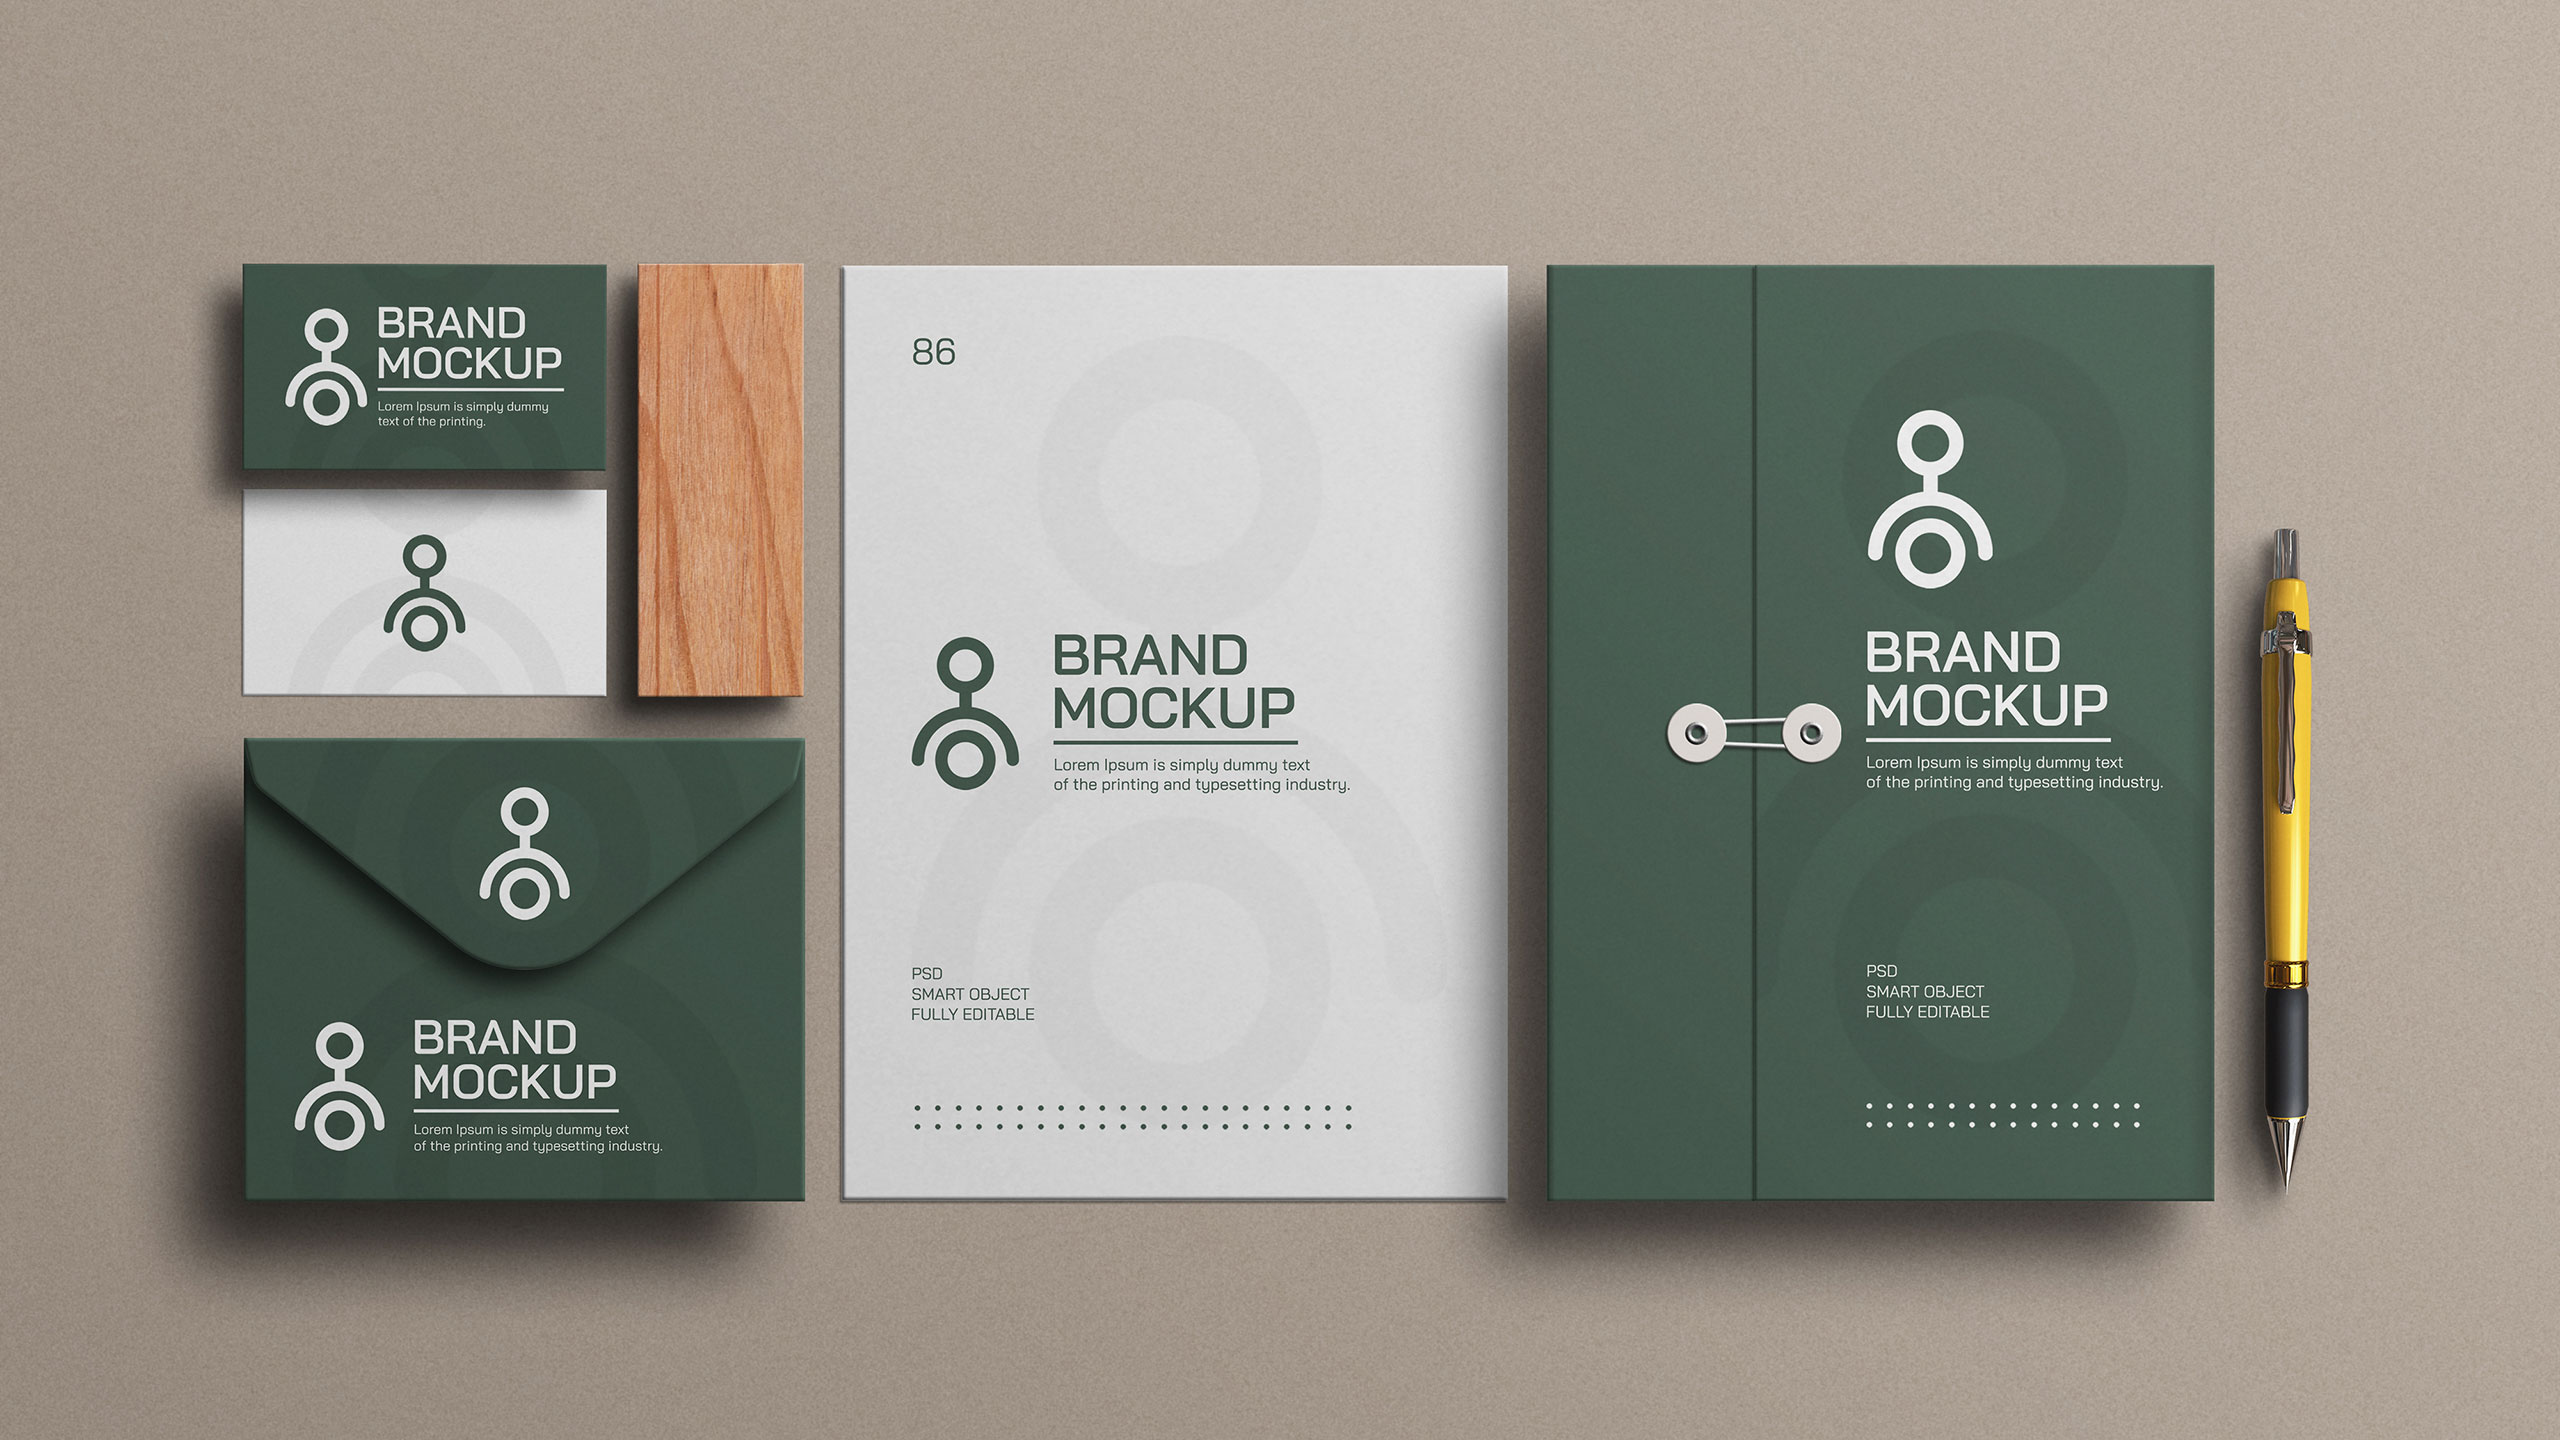 BRAND
MOCKUP
Lorem Ipsum is simply dummy
text of the printing.
BRAND
MOCKUP
Lorem Ipsum is simply dummy text
of the printing and typesetting industry.
86
BRAND
MOCKUP
Lorem Ipsum is simply dummy text
of the printing and typesetting industry.
PSD
SMART OBJECT
FULLY EDITABLE
BRAND
MOCKUP
Lorem Ipsum is simply dummy text
of the printing and typesetting industry.
PSD
SMART OBJECT
FULLY EDITABLE